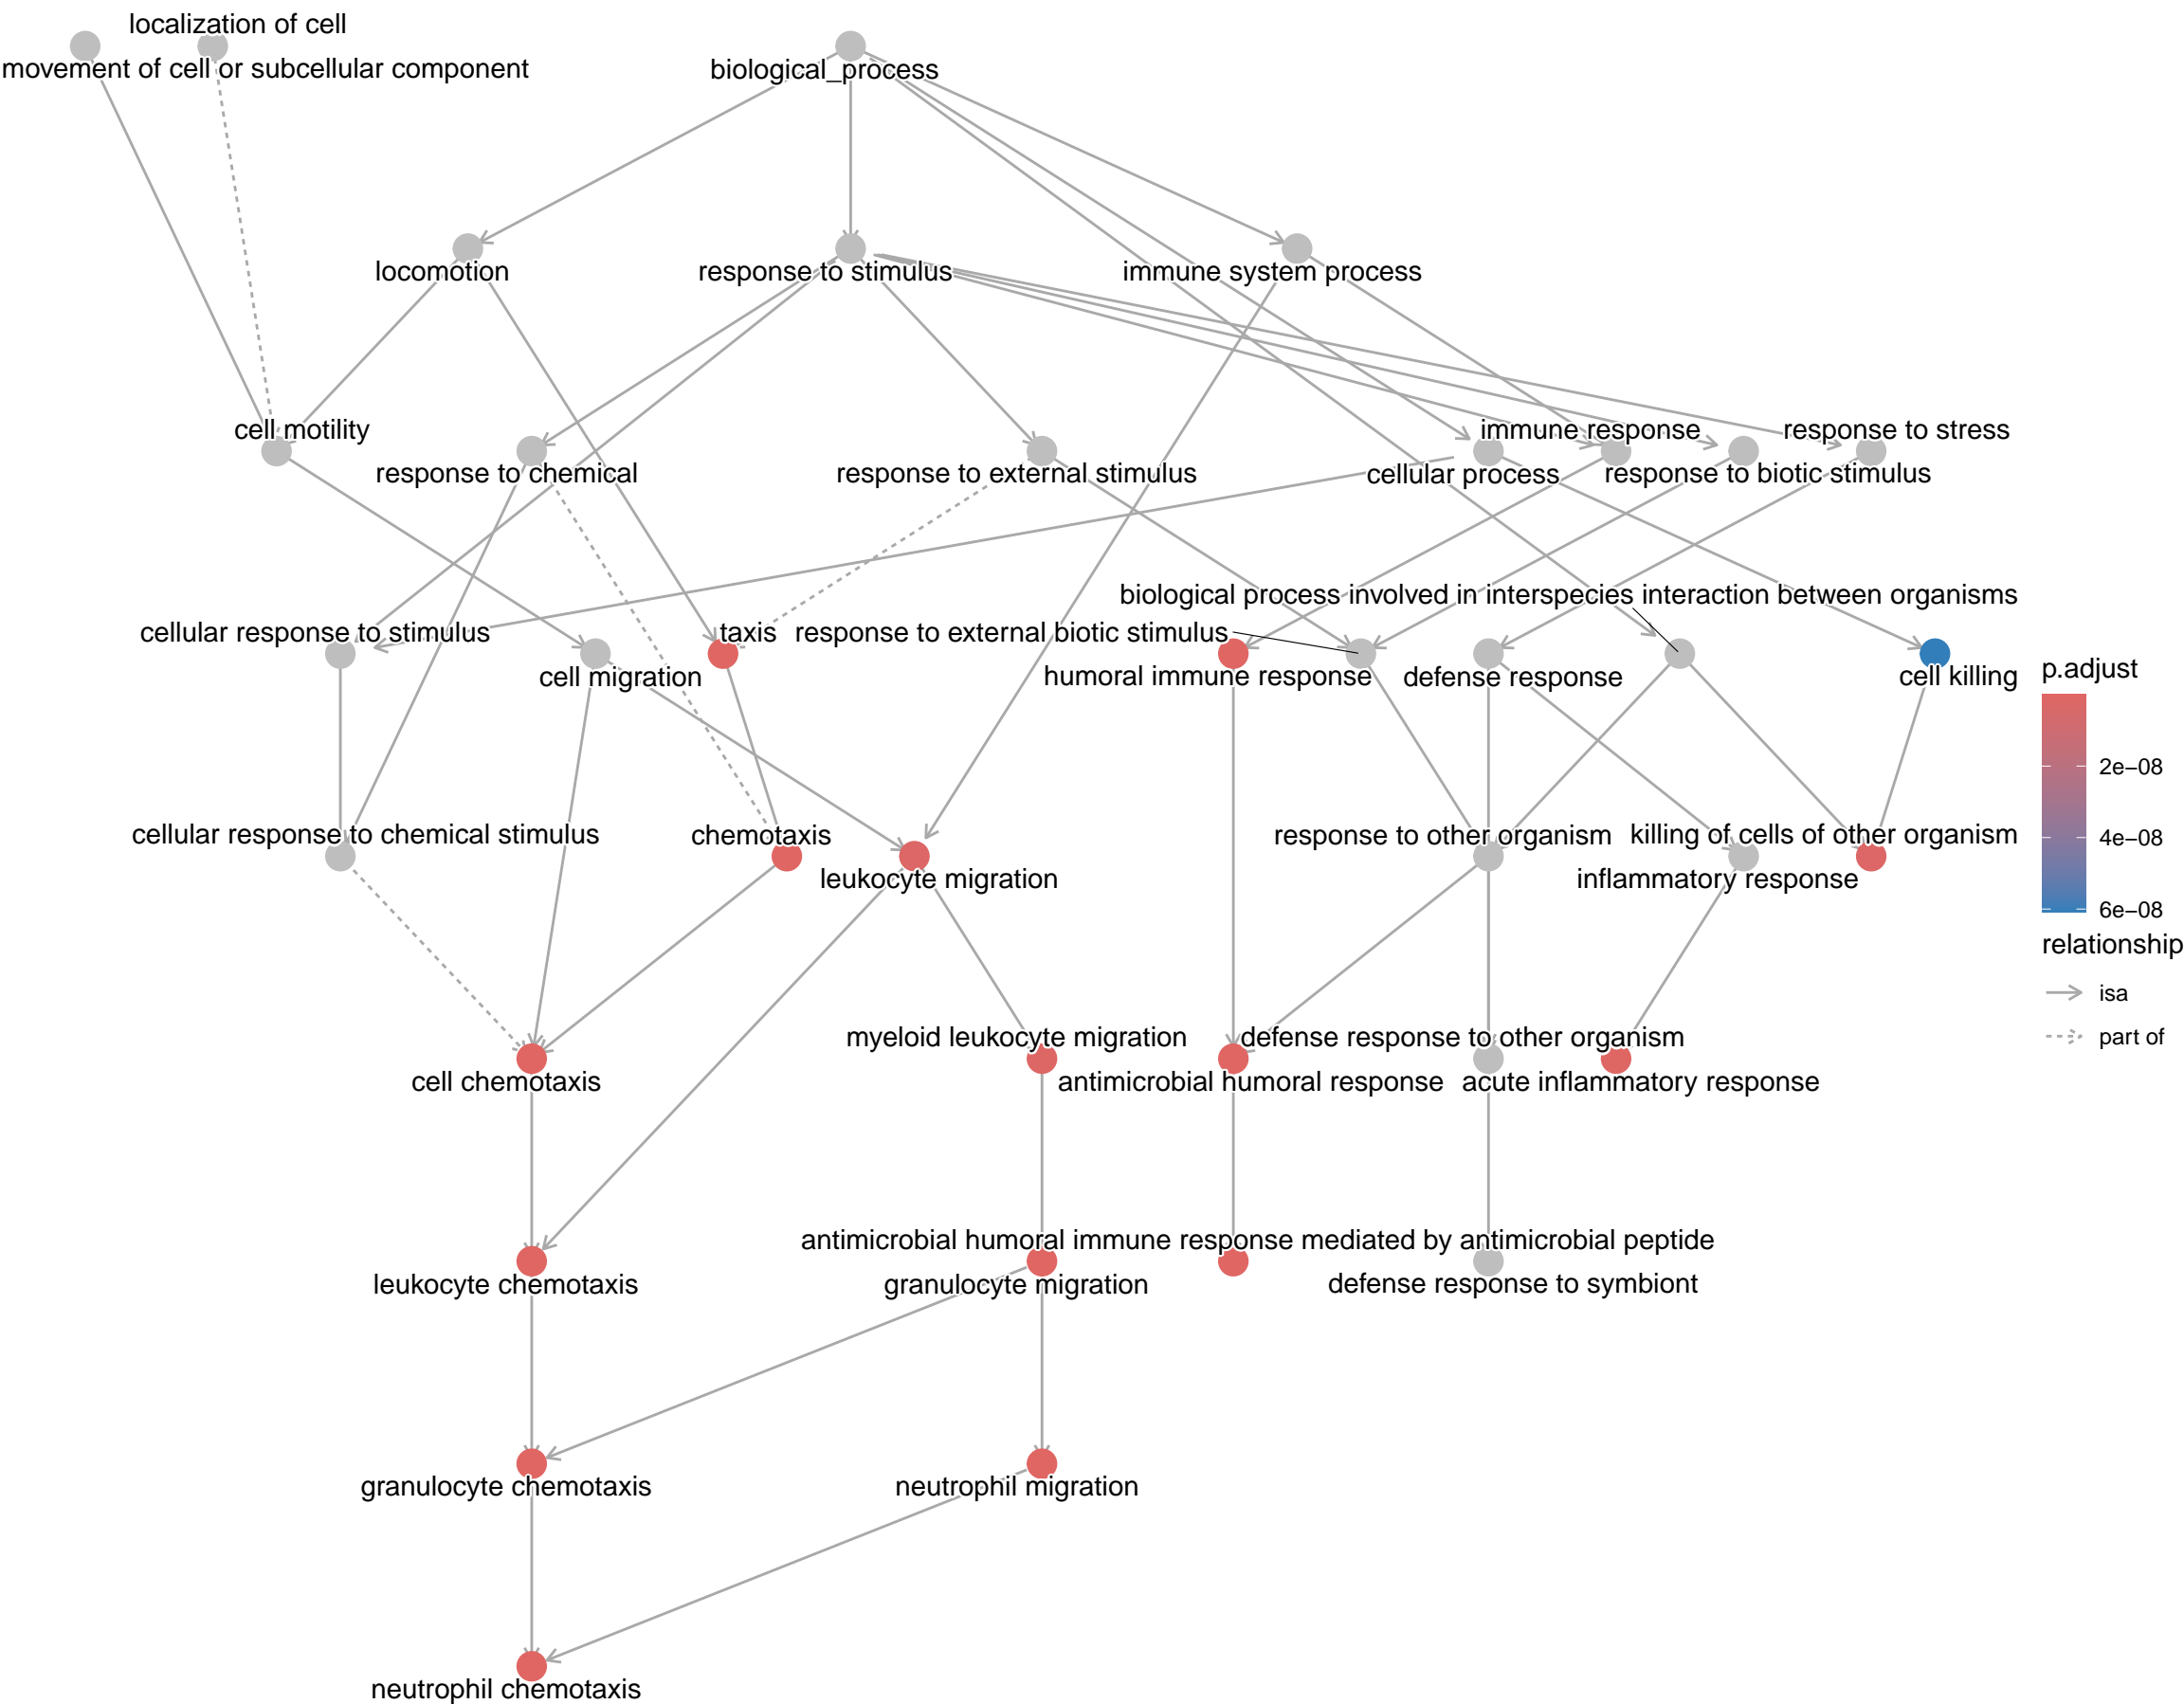 localization of cell
movement of cell or subcellular component
biological_process
locomotion
response to stimulus
immune system process
cell motility
immune response
response to stress
response to chemical
response to external stimulus
cellular process
response to biotic stimulus
biological process involved in interspecies interaction between organisms
cellular response to stimulus
taxis
response to external biotic stimulus
cell migration
humoral immune response
defense response
cell killing
p.adjust
2e−08
4e−08
6e−08
cellular response to chemical stimulus
chemotaxis
response to other organism
killing of cells of other organism
leukocyte migration
inflammatory response
relationship
isa
part of
myeloid leukocyte migration
defense response to other organism
cell chemotaxis
antimicrobial humoral response
acute inflammatory response
antimicrobial humoral immune response mediated by antimicrobial peptide
leukocyte chemotaxis
granulocyte migration
defense response to symbiont
granulocyte chemotaxis
neutrophil migration
neutrophil chemotaxis